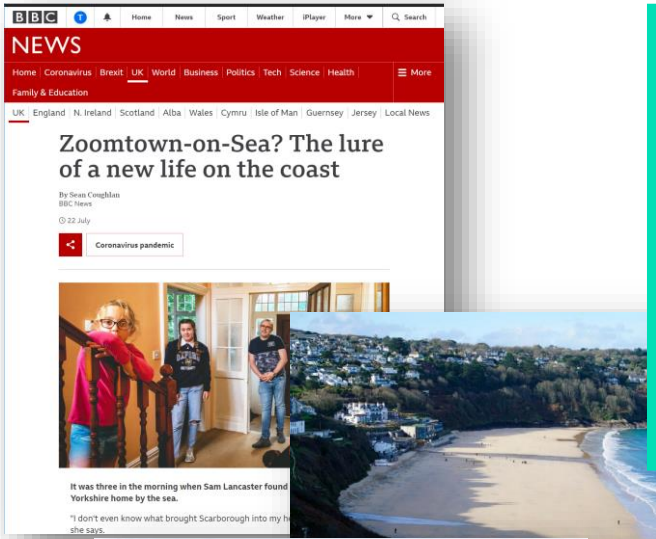 BBC T Home News Sport Weather iPlayer More Search
NEWS
Home Coronavirus Brexit UK World Business Politics Tech Science Health More
Family & Education
UK England N. Ireland Scotland Alba Wales Cymru Isle of Man Guernsey Jersey Local News
Zoomtown-on-Sea? The lure
of a new life on the coast
By Sean Coughlan
BBC News
22 July
Coronavirus pandemic
It was three in the morning when Sam Lancaster found
Yorkshire home by the sea.
"I don't even know what brought Scarborough into my
she says.